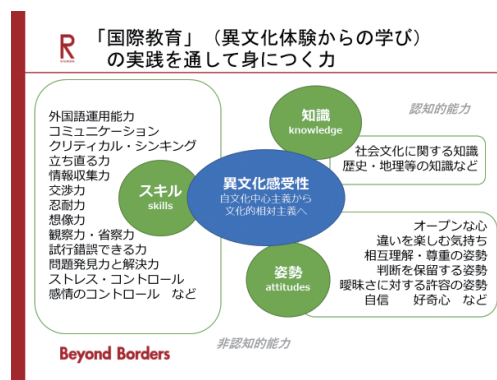 R
「国際教育」（異文化体験からの学び）
の実践を通して身につく力
外国語運用能力
コミュニケーション
クリティカル・シンキング
立ち直る力
情報収集力
交渉力
忍耐力
想像力
観察力・省察力
試行錯誤できる力
問題発見力と解決力
ストレス・コントロール
感情のコントロール　など
スキル
skills
知識
knowledge
認知的能力
社会文化に関する知識
歴史・地理等の知識など
異文化感受性
自文化中心主義から
文化的相対主義へ
姿勢
attitudes
オープンな心
違いを楽しむ気持ち
相互理解・尊重の姿勢
判断を保留する姿勢
曖昧さに対する許容の姿勢
自信　好奇心　など
非認知的能力
Beyond Borders